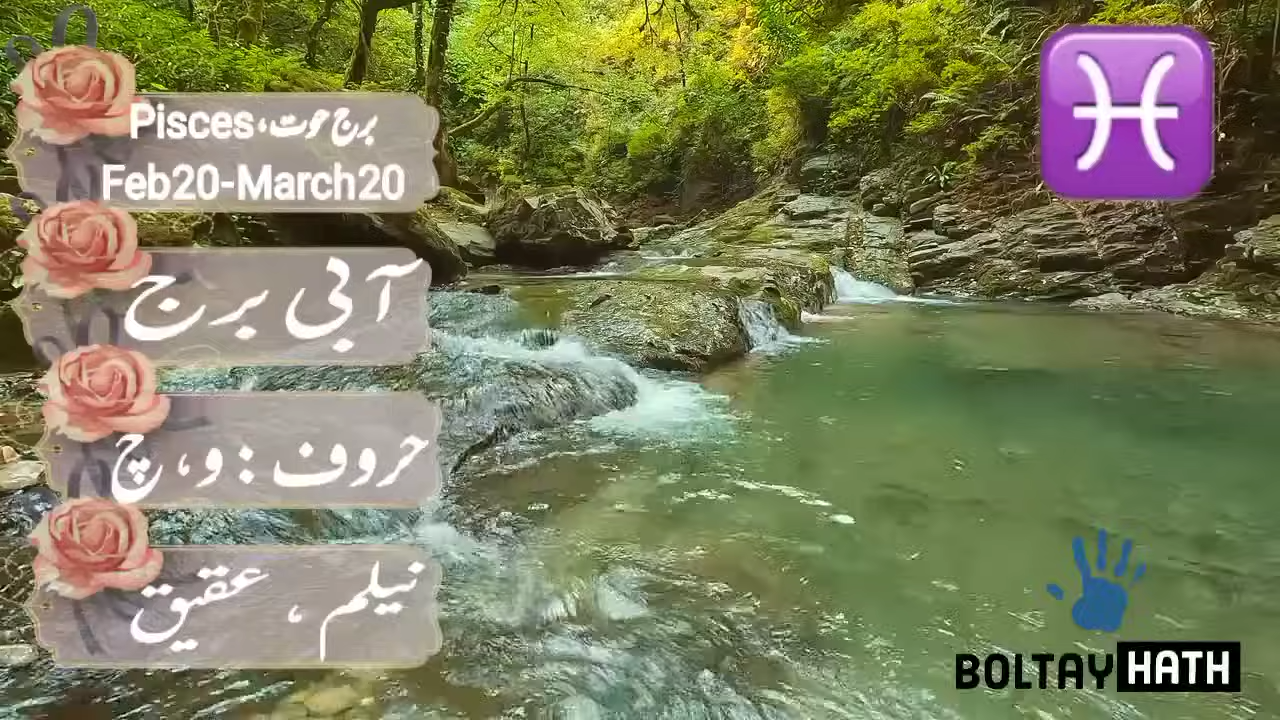 برج حوت،Pisces
Feb20-March20
آبی برج
حروف : و، چ
نیلم ، عقیق
BOLTAY HATH